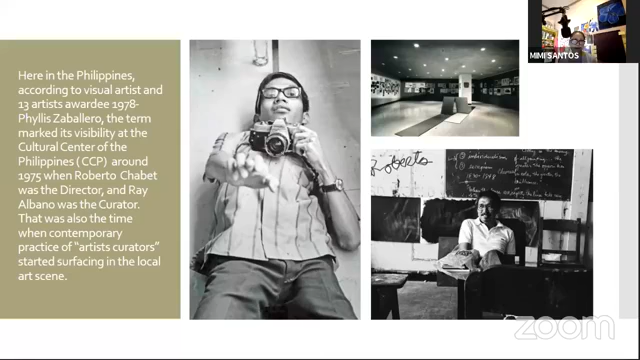 Here in the Philippines,
according to visual artist and
13 artists awardee 1978-
Phyllis Zaballero, the term
marked its visibility at the
Cultural Center of the
Philippines (CCP) around
1975 when Roberto Chabet
was the Director, and Ray
Albano was the Curator.
That was also the time
when contemporary
practice of “artists curators”
started surfacing in the local
art scene.
MIMI SANTOS
Roberto
zoom